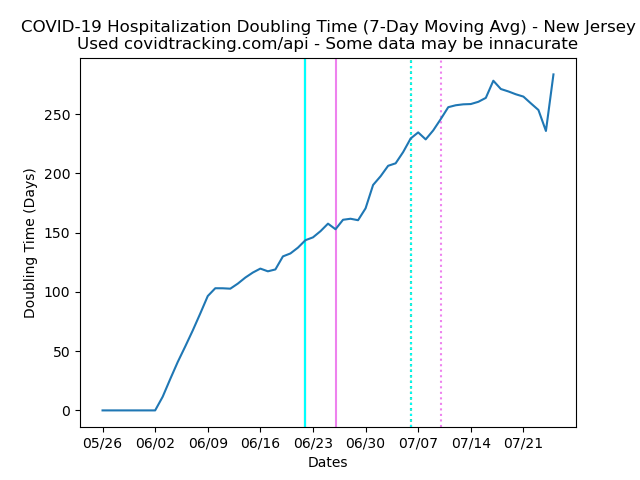 COVID-19 Hospitalization Doubling Time (7-Day Moving Avg) - New Jersey
Used covidtracking.com/api - Some data may be innacurate
250
200
150
100
50
0
Doubling Time (Days)
05/26 06/02 06/09 06/16 06/23 06/30 07/07 07/14 07/21
Dates